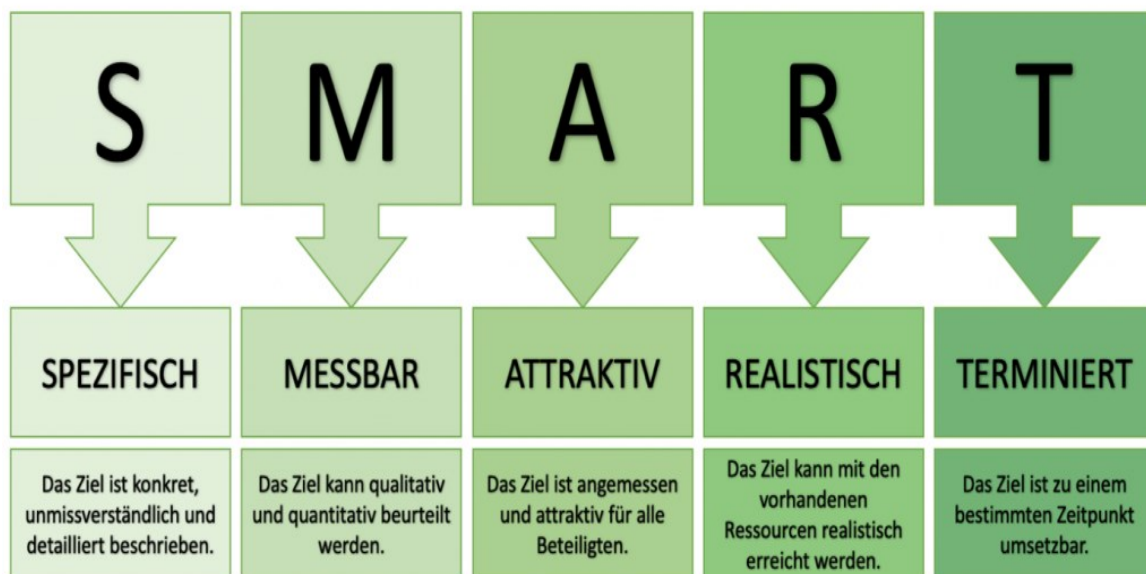 S M A R T
SPEZIFISCH MESSBAR ATTRAKTIV REALISTISCH TERMINIERT
Das Ziel ist konkret,
unmissverständlich und
detailliert beschrieben.
Das Ziel kann qualitativ
und quantitativ beurteilt
werden.
Das Ziel ist angemessen
und attraktiv für alle
Beteiligten.
Das Ziel kann mit den
vorhandenen
Ressourcen realistisch
erreicht werden.
Das Ziel ist zu einem
bestimmten Zeitpunkt
umsetzbar.